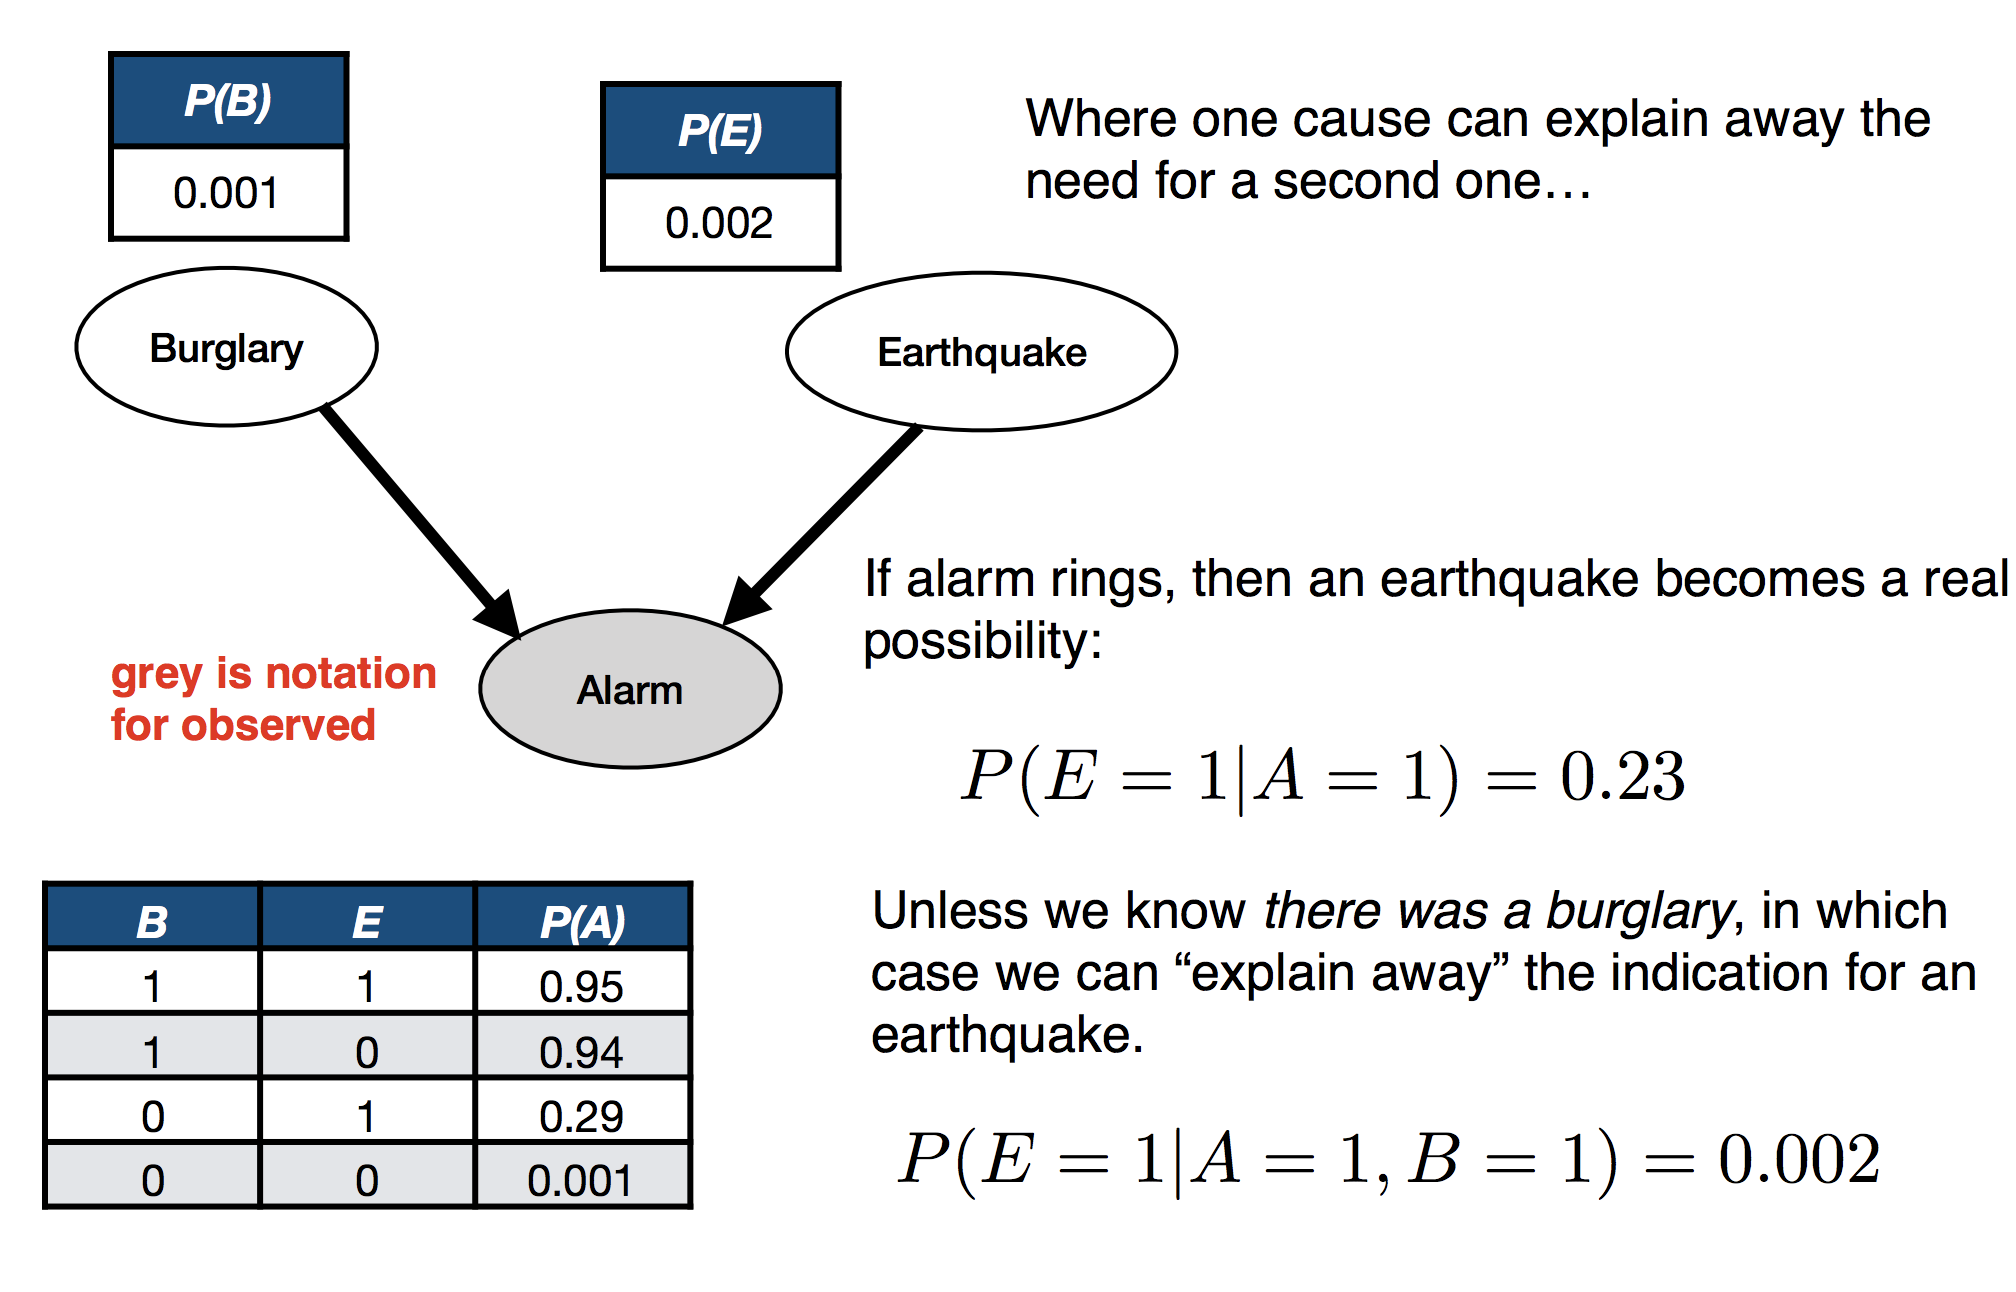 P(B)
0.001
P(E)
0.002
Where one cause can explain away the
need for a second one…
Burglary
Earthquake
Alarm
grey is notation
for observed
If alarm rings, then an earthquake becomes a real
possibility:
P(E = 1|A = 1) = 0.23
B E P(A)
1 1 0.95
1 0 0.94
0 1 0.29
0 0 0.001
Unless we know there was a burglary, in which
case we can “explain away” the indication for an
earthquake.
P(E = 1|A = 1, B = 1) = 0.002